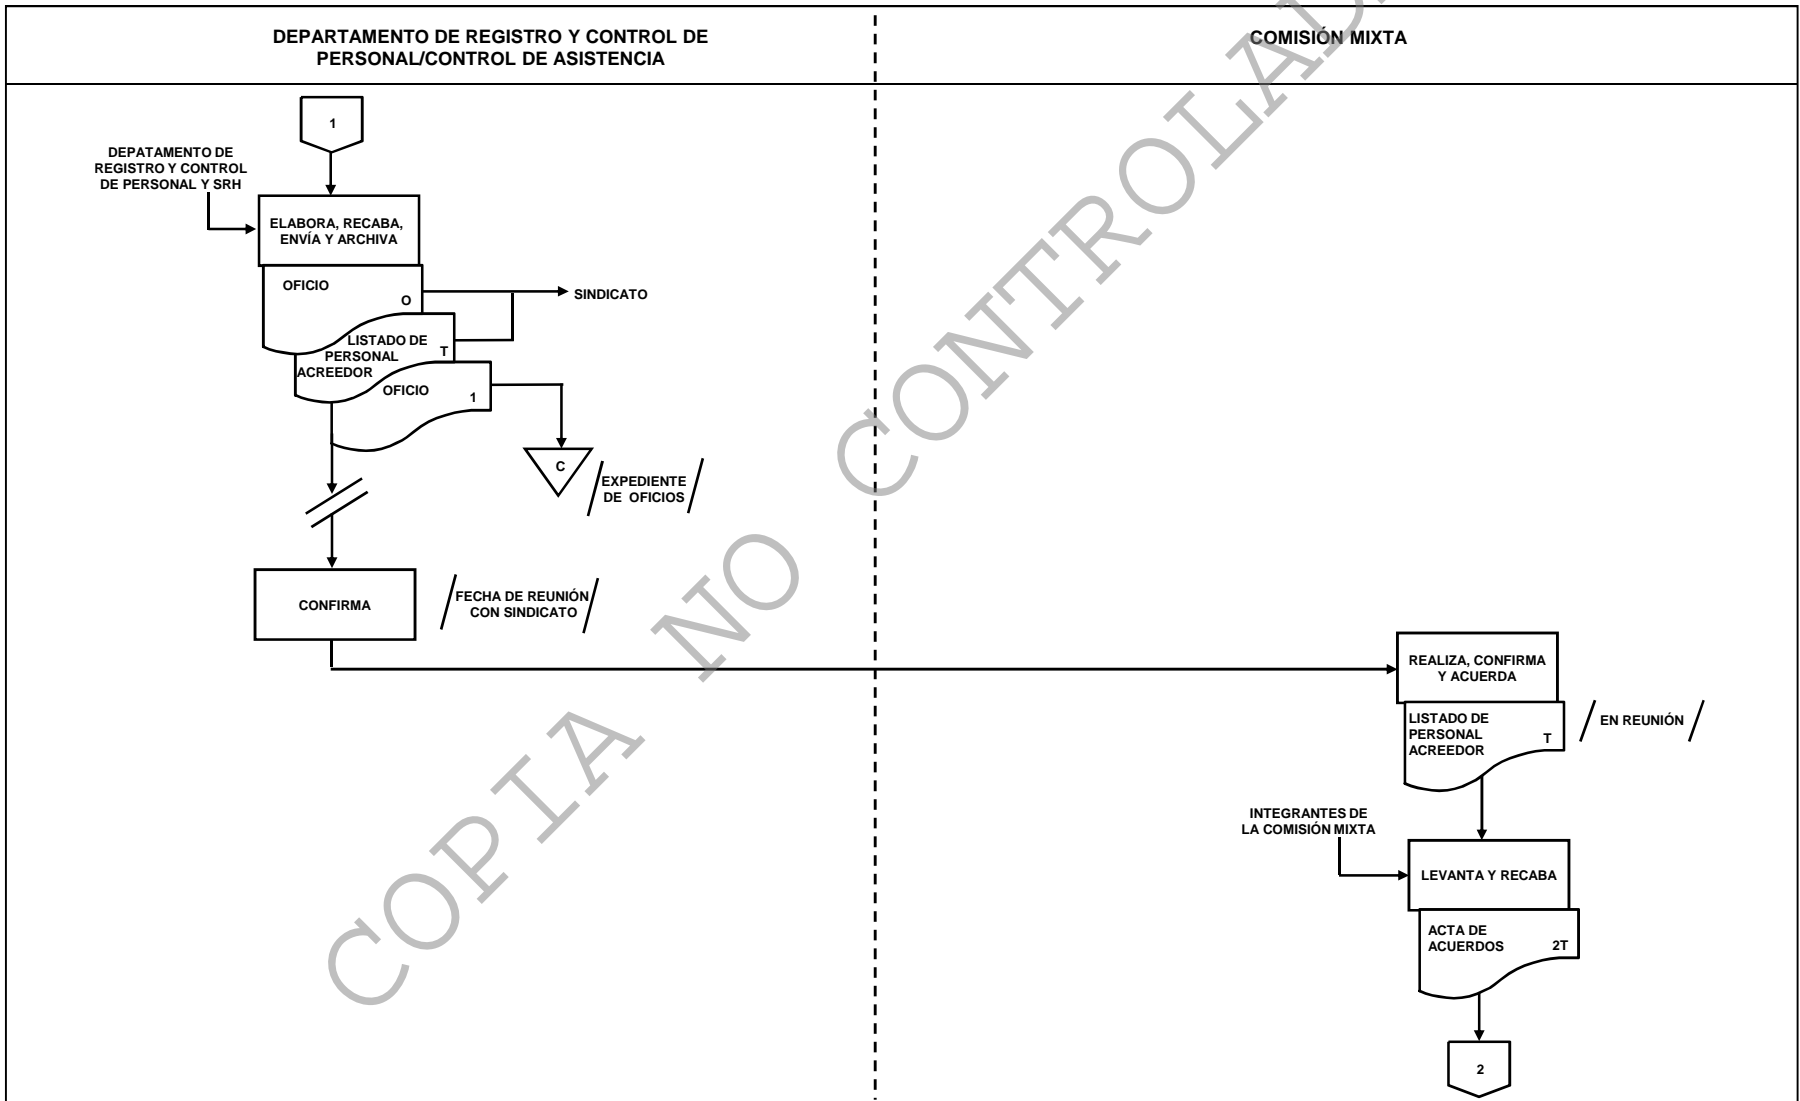 DEPARTAMENTO DE REGISTRO Y CONTROL DE
PERSONAL/CONTROL DE ASISTENCIA
COMISIÓN MIXTA
1
DEPATAMENTO DE
REGISTRO Y CONTROL
DE PERSONAL Y SRH
ELABORA, RECABA,
ENVÍA Y ARCHIVA
OFICIO
O
SINDICATO
LISTADO DE
PERSONAL
ACREEDOR
T
OFICIO
1
C
EXPEDIENTE
DE OFICIOS
CONFIRMA
FECHA DE REUNIÓN
CON SINDICATO
REALIZA, CONFIRMA
Y ACUERDA
LISTADO DE
PERSONAL
ACREEDOR
T
EN REUNIÓN
INTEGRANTES DE
LA COMISIÓN MIXTA
LEVANTA Y RECABA
ACTA DE
ACUERDOS
2T
2
COPIA NO CONTROLAD